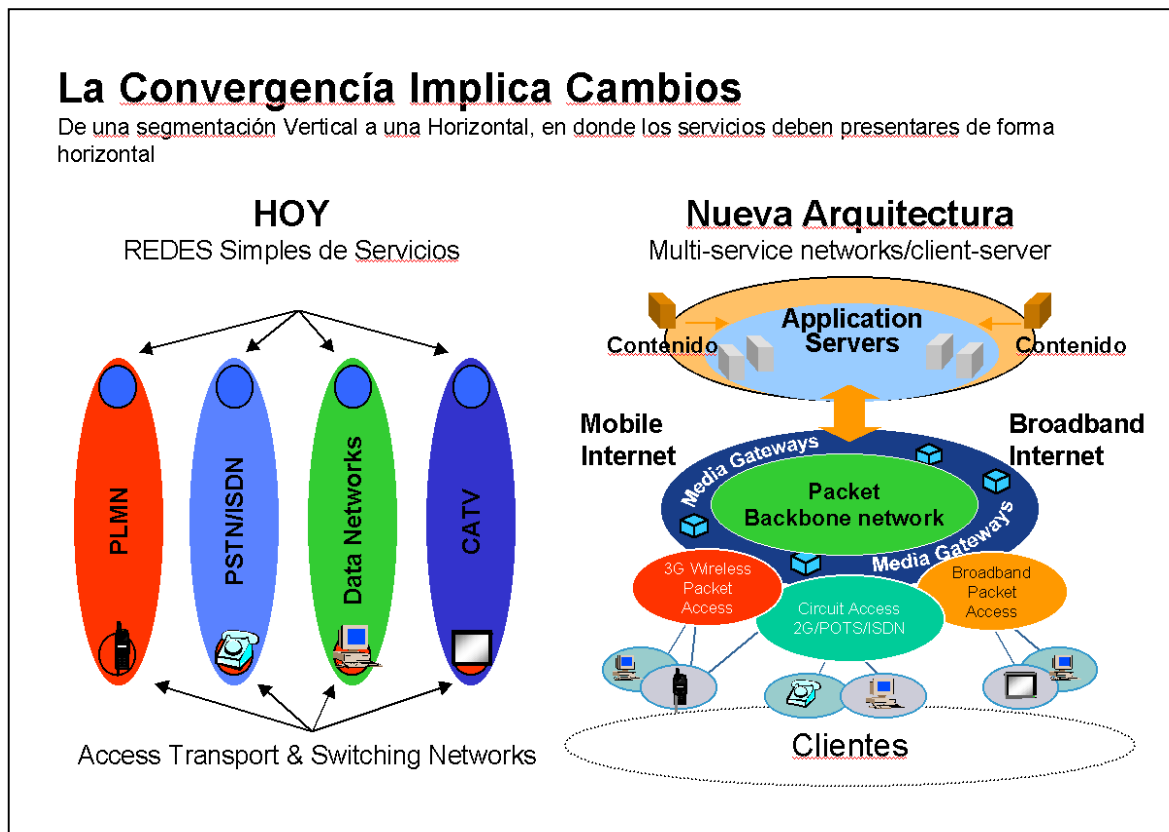 La Convergencía Implica Cambios
De una segmentación Vertical a una Horizontal, en donde los servicios deben presentares de forma
horizontal
HOY
REDES Simples de Servicios
PLMN
PSTN/ISDN
Data Networks
CATV
Access Transport & Switching Networks
Nueva Arquitectura
Multi-service networks/client-server
Application
Servers
Contenido
Contenido
Mobile
Internet
Broadband
Internet
Media Gateways
Packet
Backbone network
Media Gateways
3G Wireless
Packet
Access
Circuit Access
2G/POTS/ISDN
Broadband
Packet
Access
Clientes